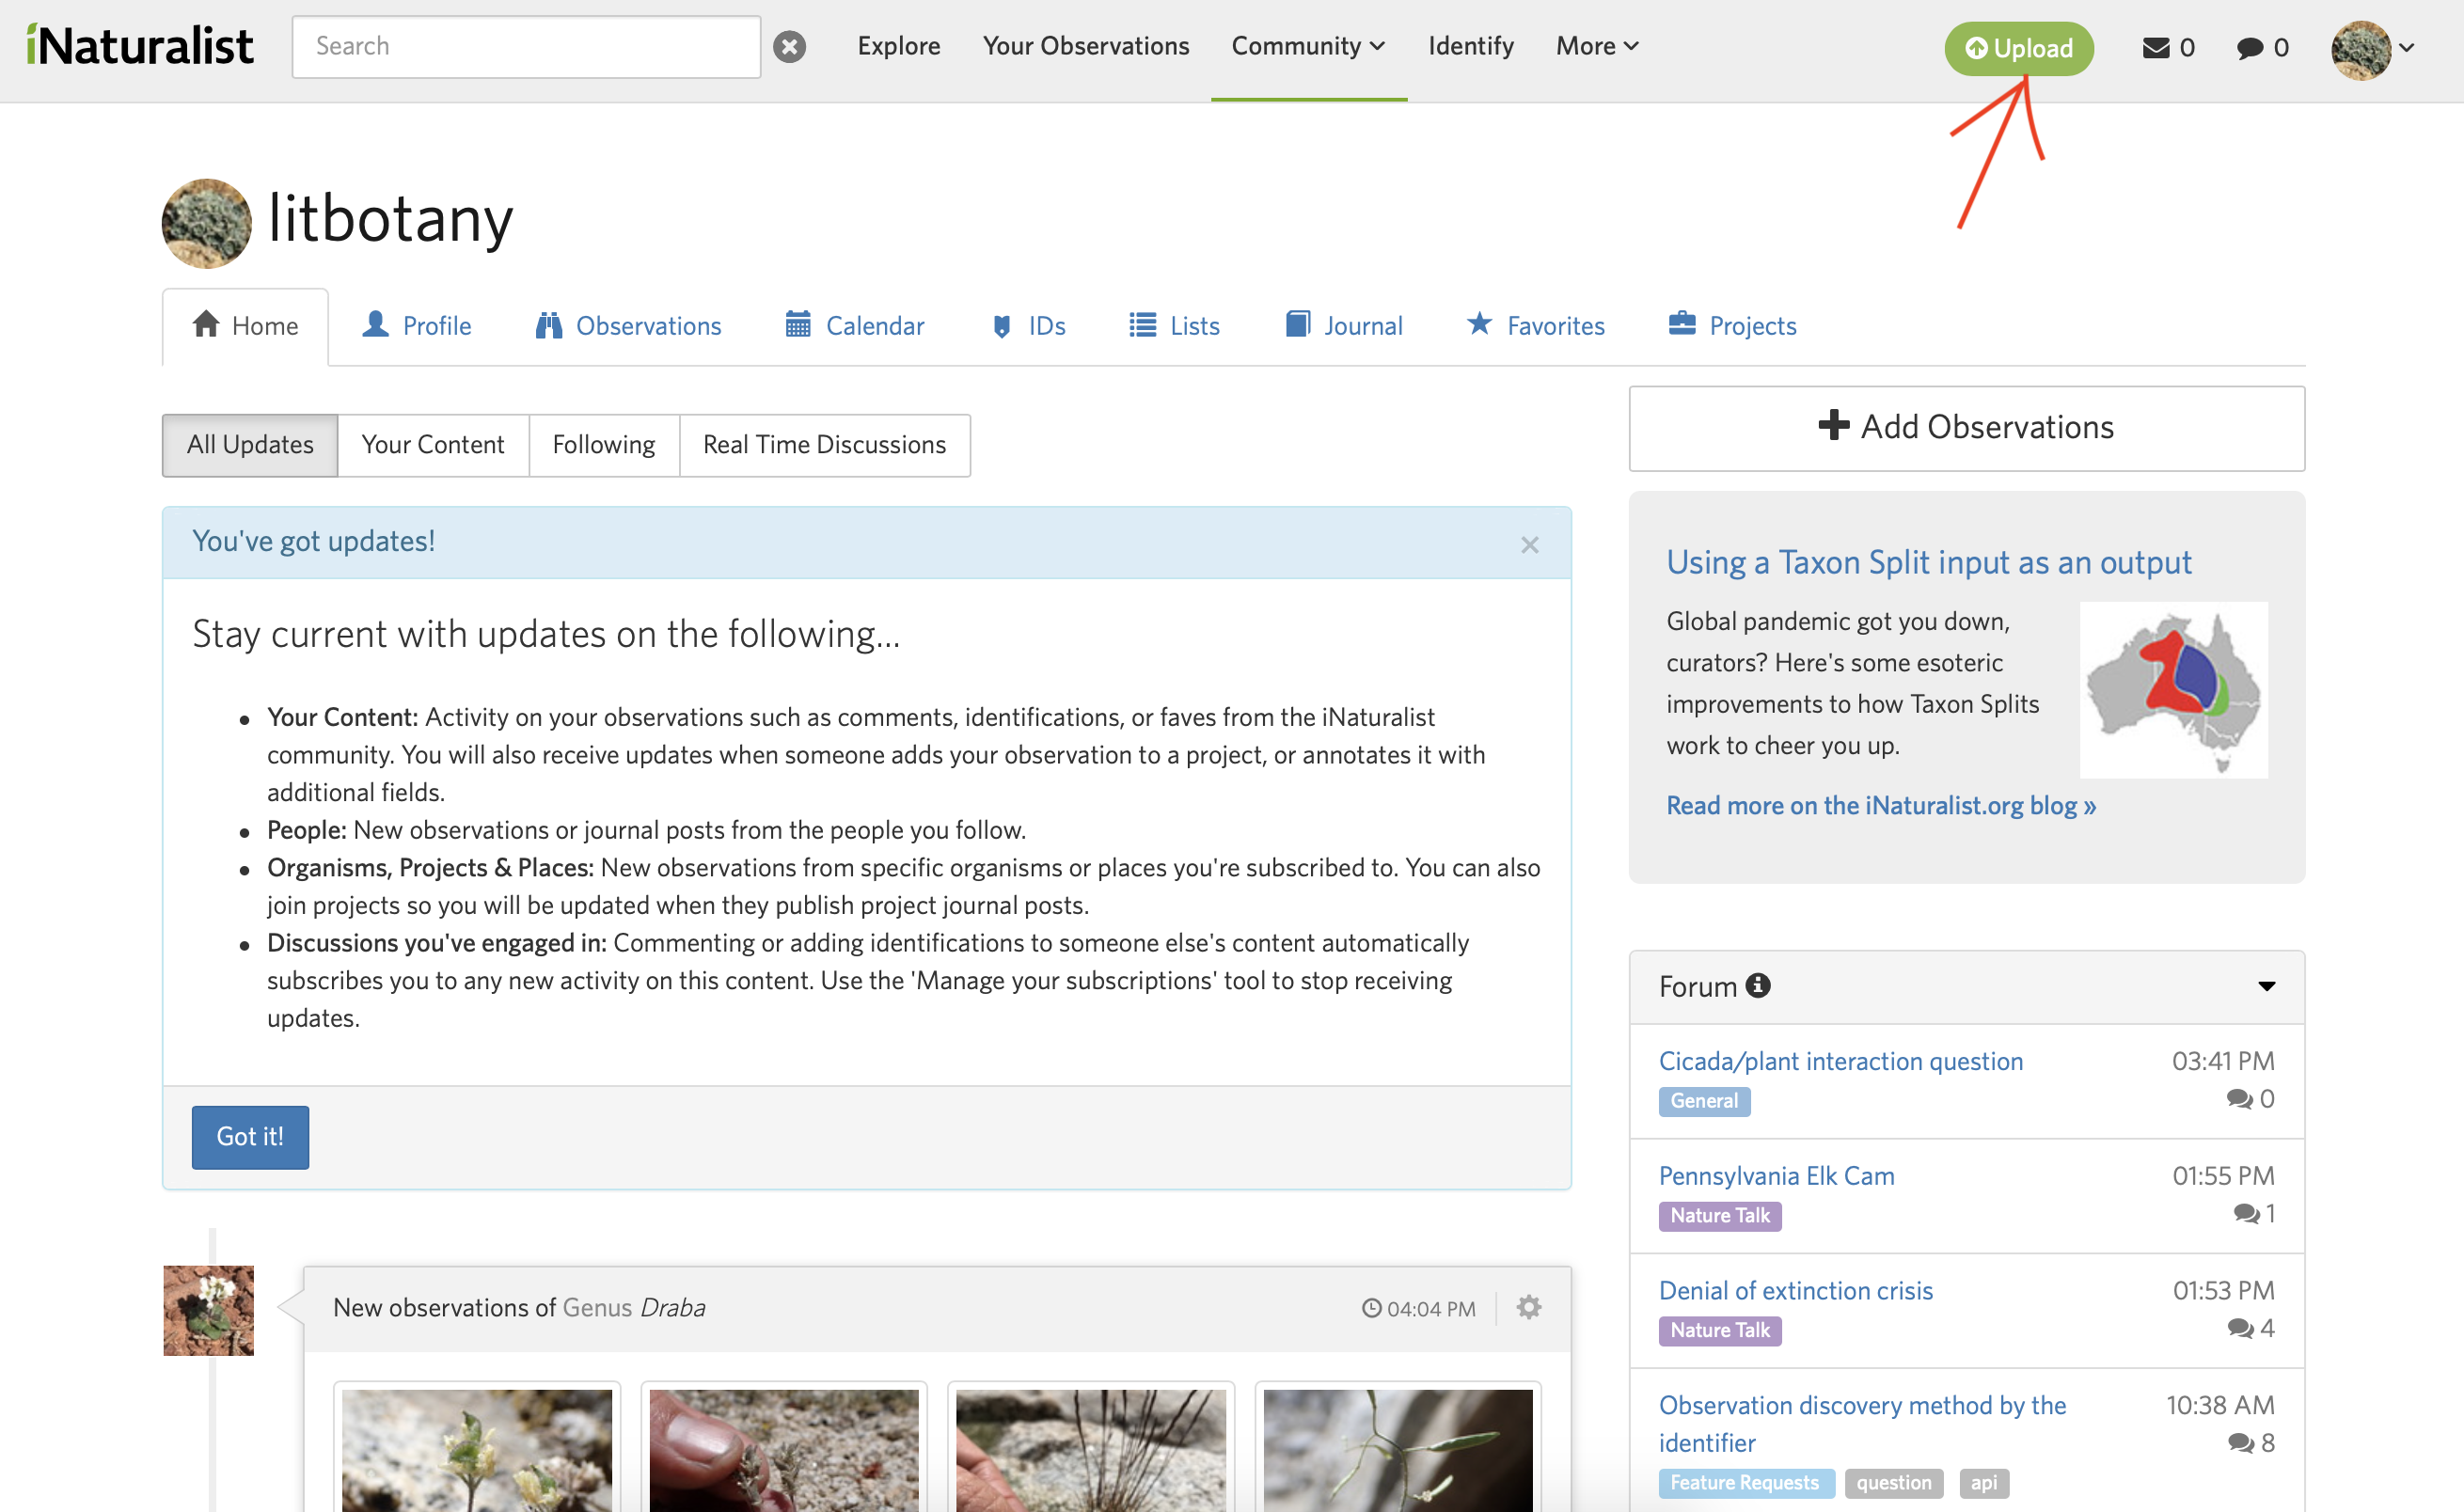 iNaturalist
Search
Explore
Your Observations
Community
Identify
More
Upload
0
0
litbotany
Home
Profile
Observations
Calendar
IDs
Lists
Journal
Favorites
Projects
All Updates
Your Content
Following
Real Time Discussions
You've got updates!
Stay current with updates on the following...
Your Content: Activity on your observations such as comments, identifications, or faves from the iNaturalist
community. You will also receive updates when someone adds your observation to a project, or annotates it with
additional fields.
People: New observations or journal posts from the people you follow.
Organisms, Projects & Places: New observations from specific organisms or places you're subscribed to. You can also
join projects so you will be updated when they publish project journal posts.
Discussions you've engaged in: Commenting or adding identifications to someone else's content automatically
subscribes you to any new activity on this content. Use the 'Manage your subscriptions' tool to stop receiving
updates.
Got it!
New observations of Genus Draba
04:04 PM
Add Observations
Using a Taxon Split input as an output
Global pandemic got you down,
curators? Here's some esoteric
improvements to how Taxon Splits
work to cheer you up.
Read more on the iNaturalist.org blog »
Forum
Cicada/plant interaction question
03:41 PM
General
0
Pennsylvania Elk Cam
01:55 PM
Nature Talk
1
Denial of extinction crisis
01:53 PM
Nature Talk
4
Observation discovery method by the
identifier
10:38 AM
8
Feature Requests
question
api